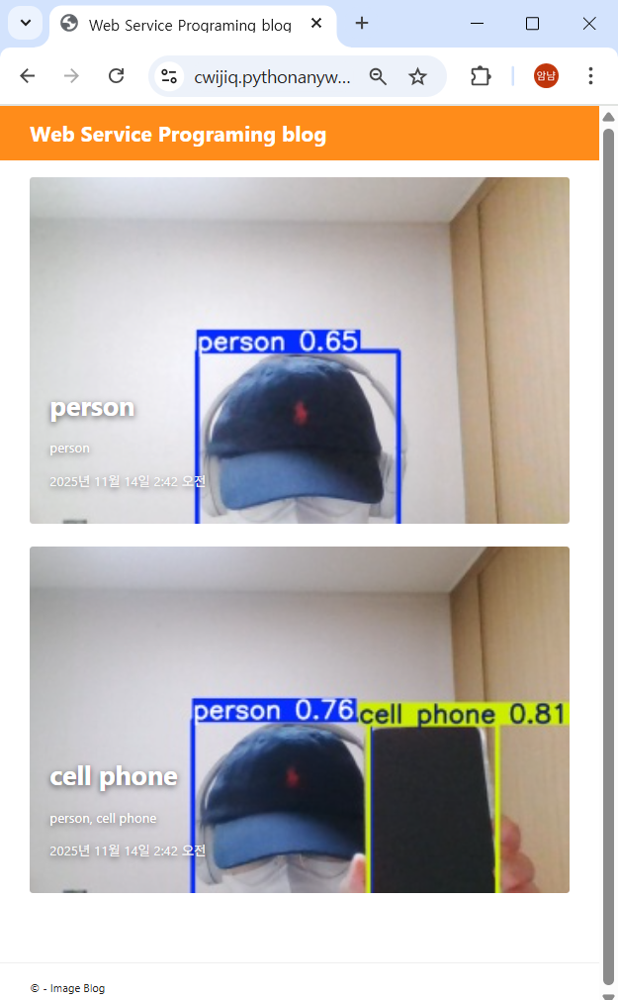 Web Service Programing blog
cwijiq.pythonanyw...
암냠
Web Service Programing blog
person 0.65
person
person
2025년 11월 14일 2:42 오전
person 0.76
cell phone 0.81
cell phone
person, cell phone
2025년 11월 14일 2:42 오전
© - Image Blog